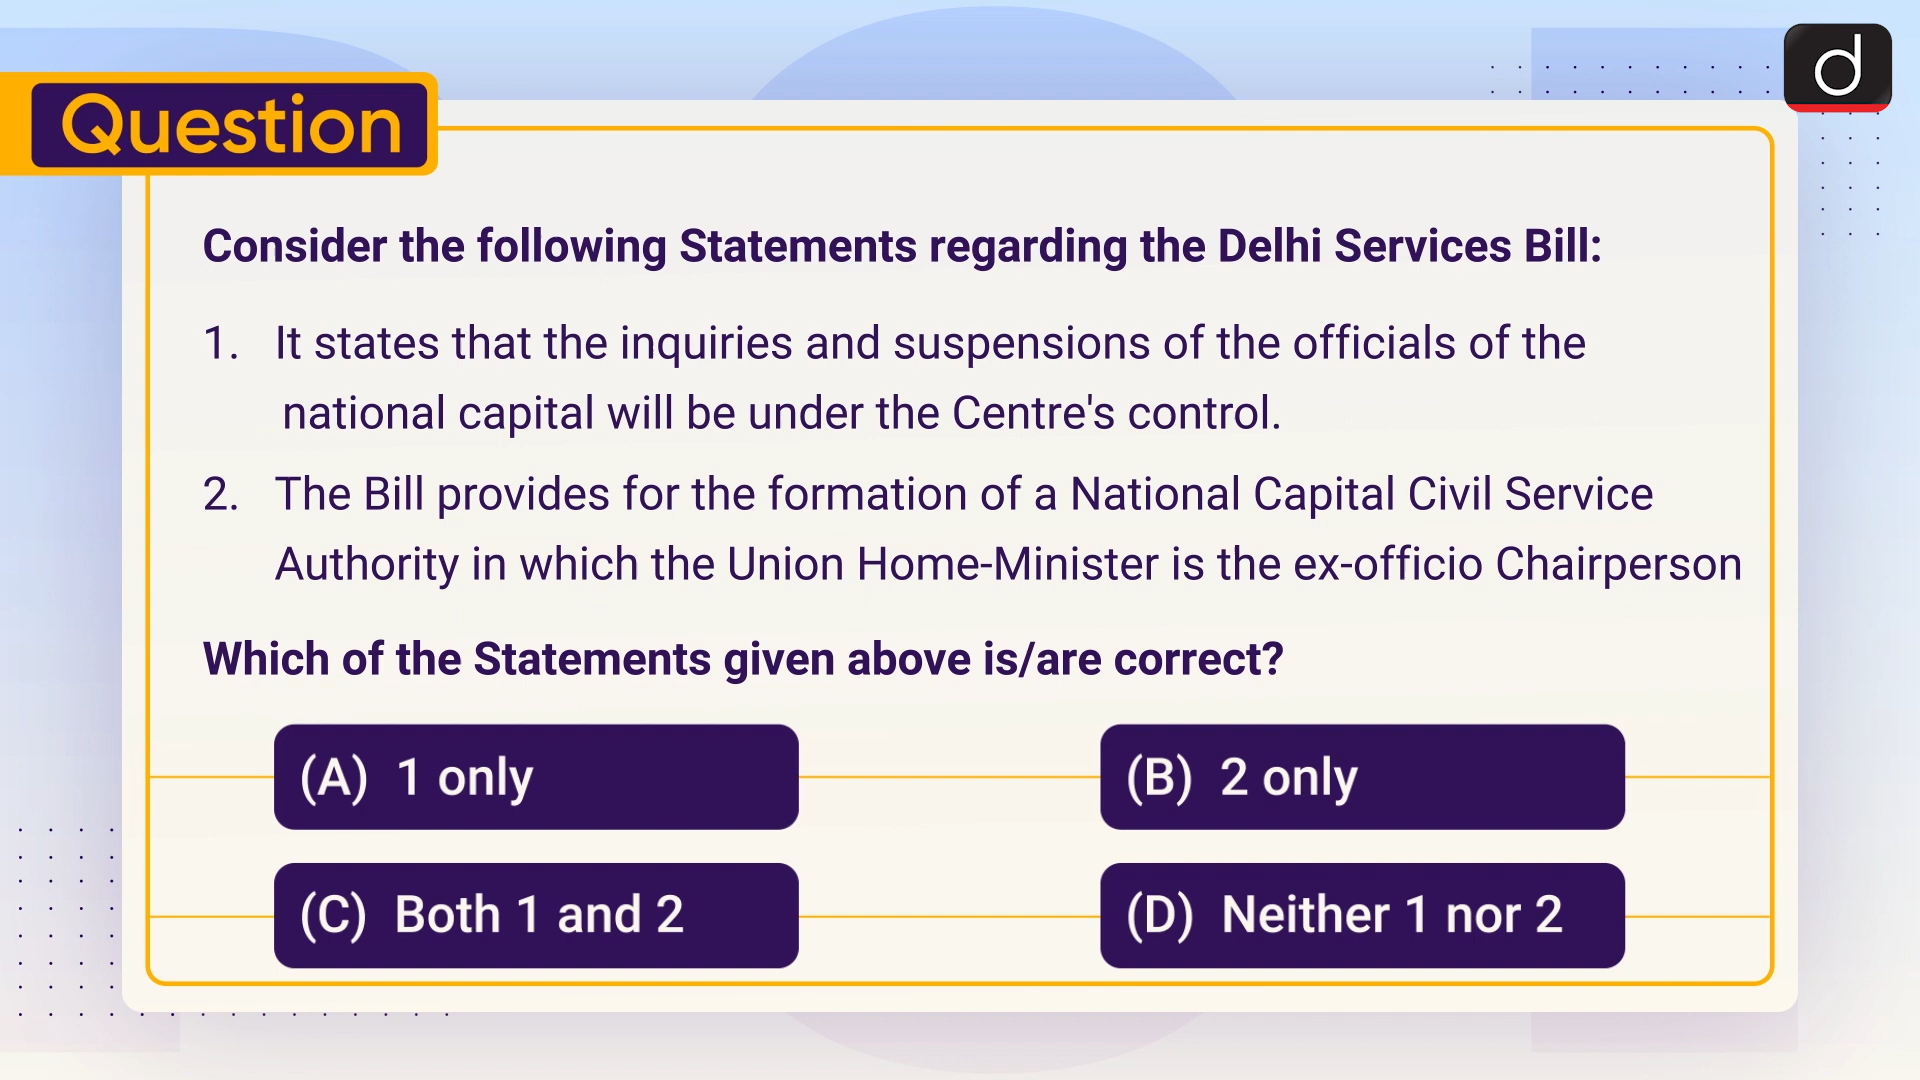 Question
d
Consider the following Statements regarding the Delhi Services Bill:
1. It states that the inquiries and suspensions of the officials of the
national capital will be under the Centre's control.
2. The Bill provides for the formation of a National Capital Civil Service
Authority in which the Union Home-Minister is the ex-officio Chairperson
Which of the Statements given above is/are correct?
(A) 1 only
(B) 2 only
(C) Both 1 and 2
(D) Neither 1 nor 2